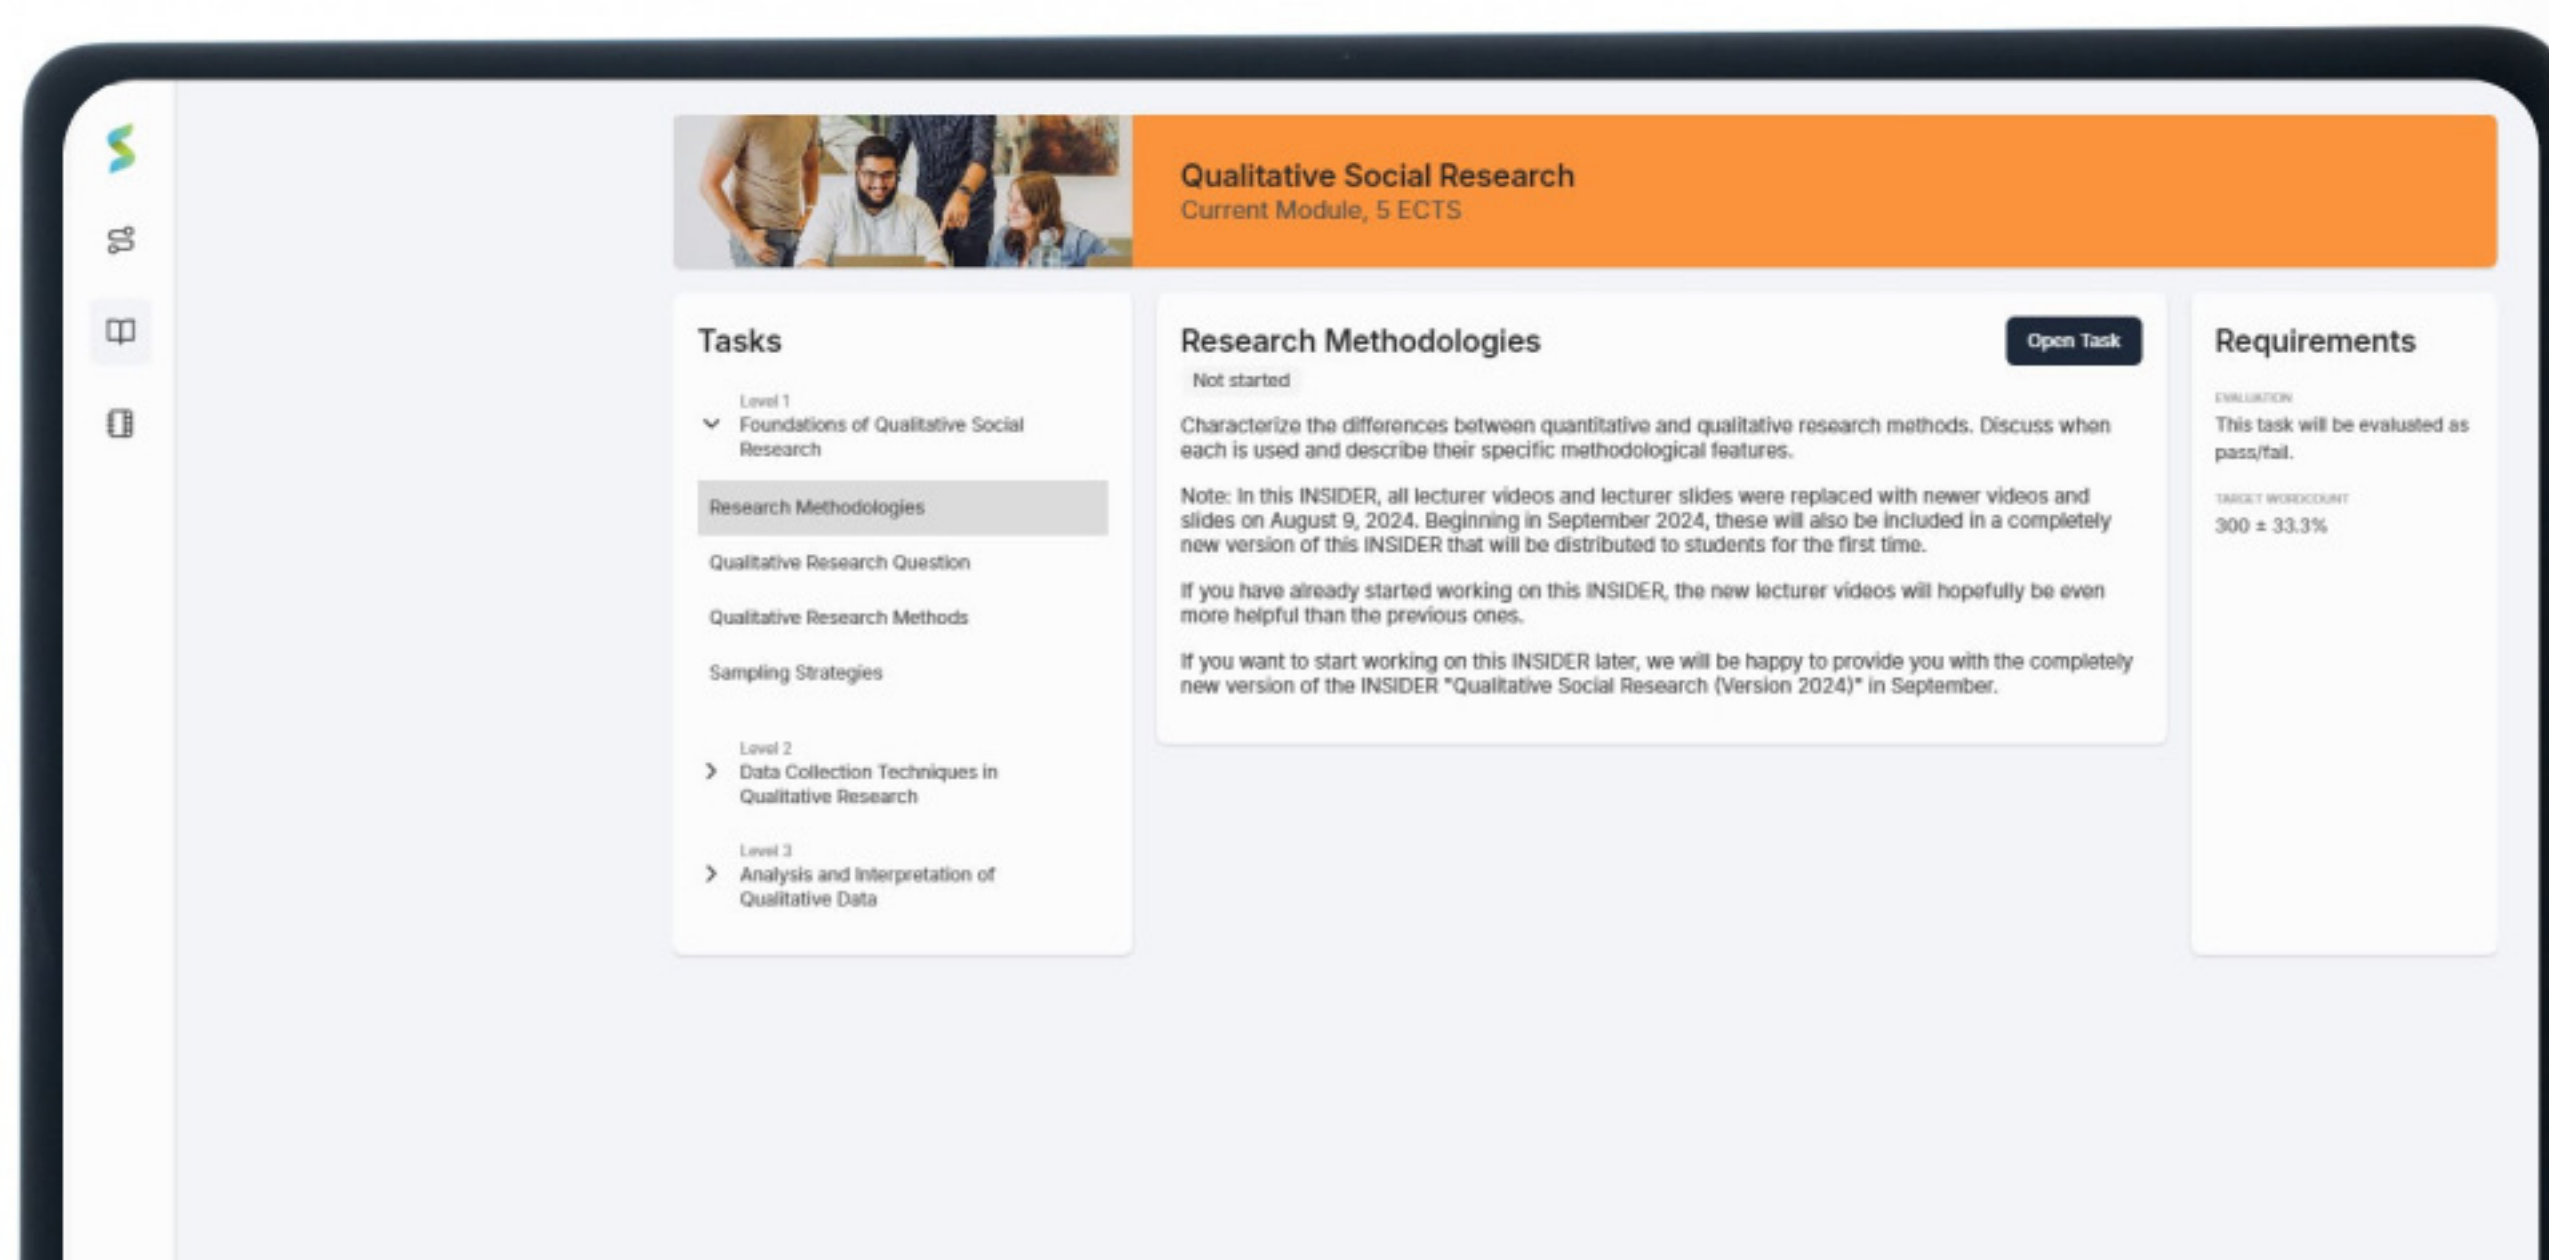 Qualitative Social Research
Current Module, 5 ECTS
Tasks
Level 1
Foundations of Qualitative Social
Research
Research Methodologies
Qualitative Research Question
Qualitative Research Methods
Sampling Strategies
Level 2
Data Collection Techniques in
Qualitative Research
Level 3
Analysis and Interpretation of
Qualitative Data
Research Methodologies
Open Task
Not started
Characterize the differences between quantitative and qualitative research methods. Discuss when
each is used and describe their specific methodological features.
Note: In this INSIDER, all lecturer videos and lecturer slides were replaced with newer videos and
slides on August 9, 2024. Beginning in September 2024, these will also be included in a completely
new version of this INSIDER that will be distributed to students for the first time.
If you have already started working on this INSIDER, the new lecturer videos will hopefully be even
more helpful than the previous ones.
If you want to start working on this INSIDER later, we will be happy to provide you with the completely
new version of the INSIDER "Qualitative Social Research (Version 2024)" in September.
Requirements
EVALUATION
This task will be evaluated as
pass/fail.
TARGET WORDCOUNT
300 ± 33.3%